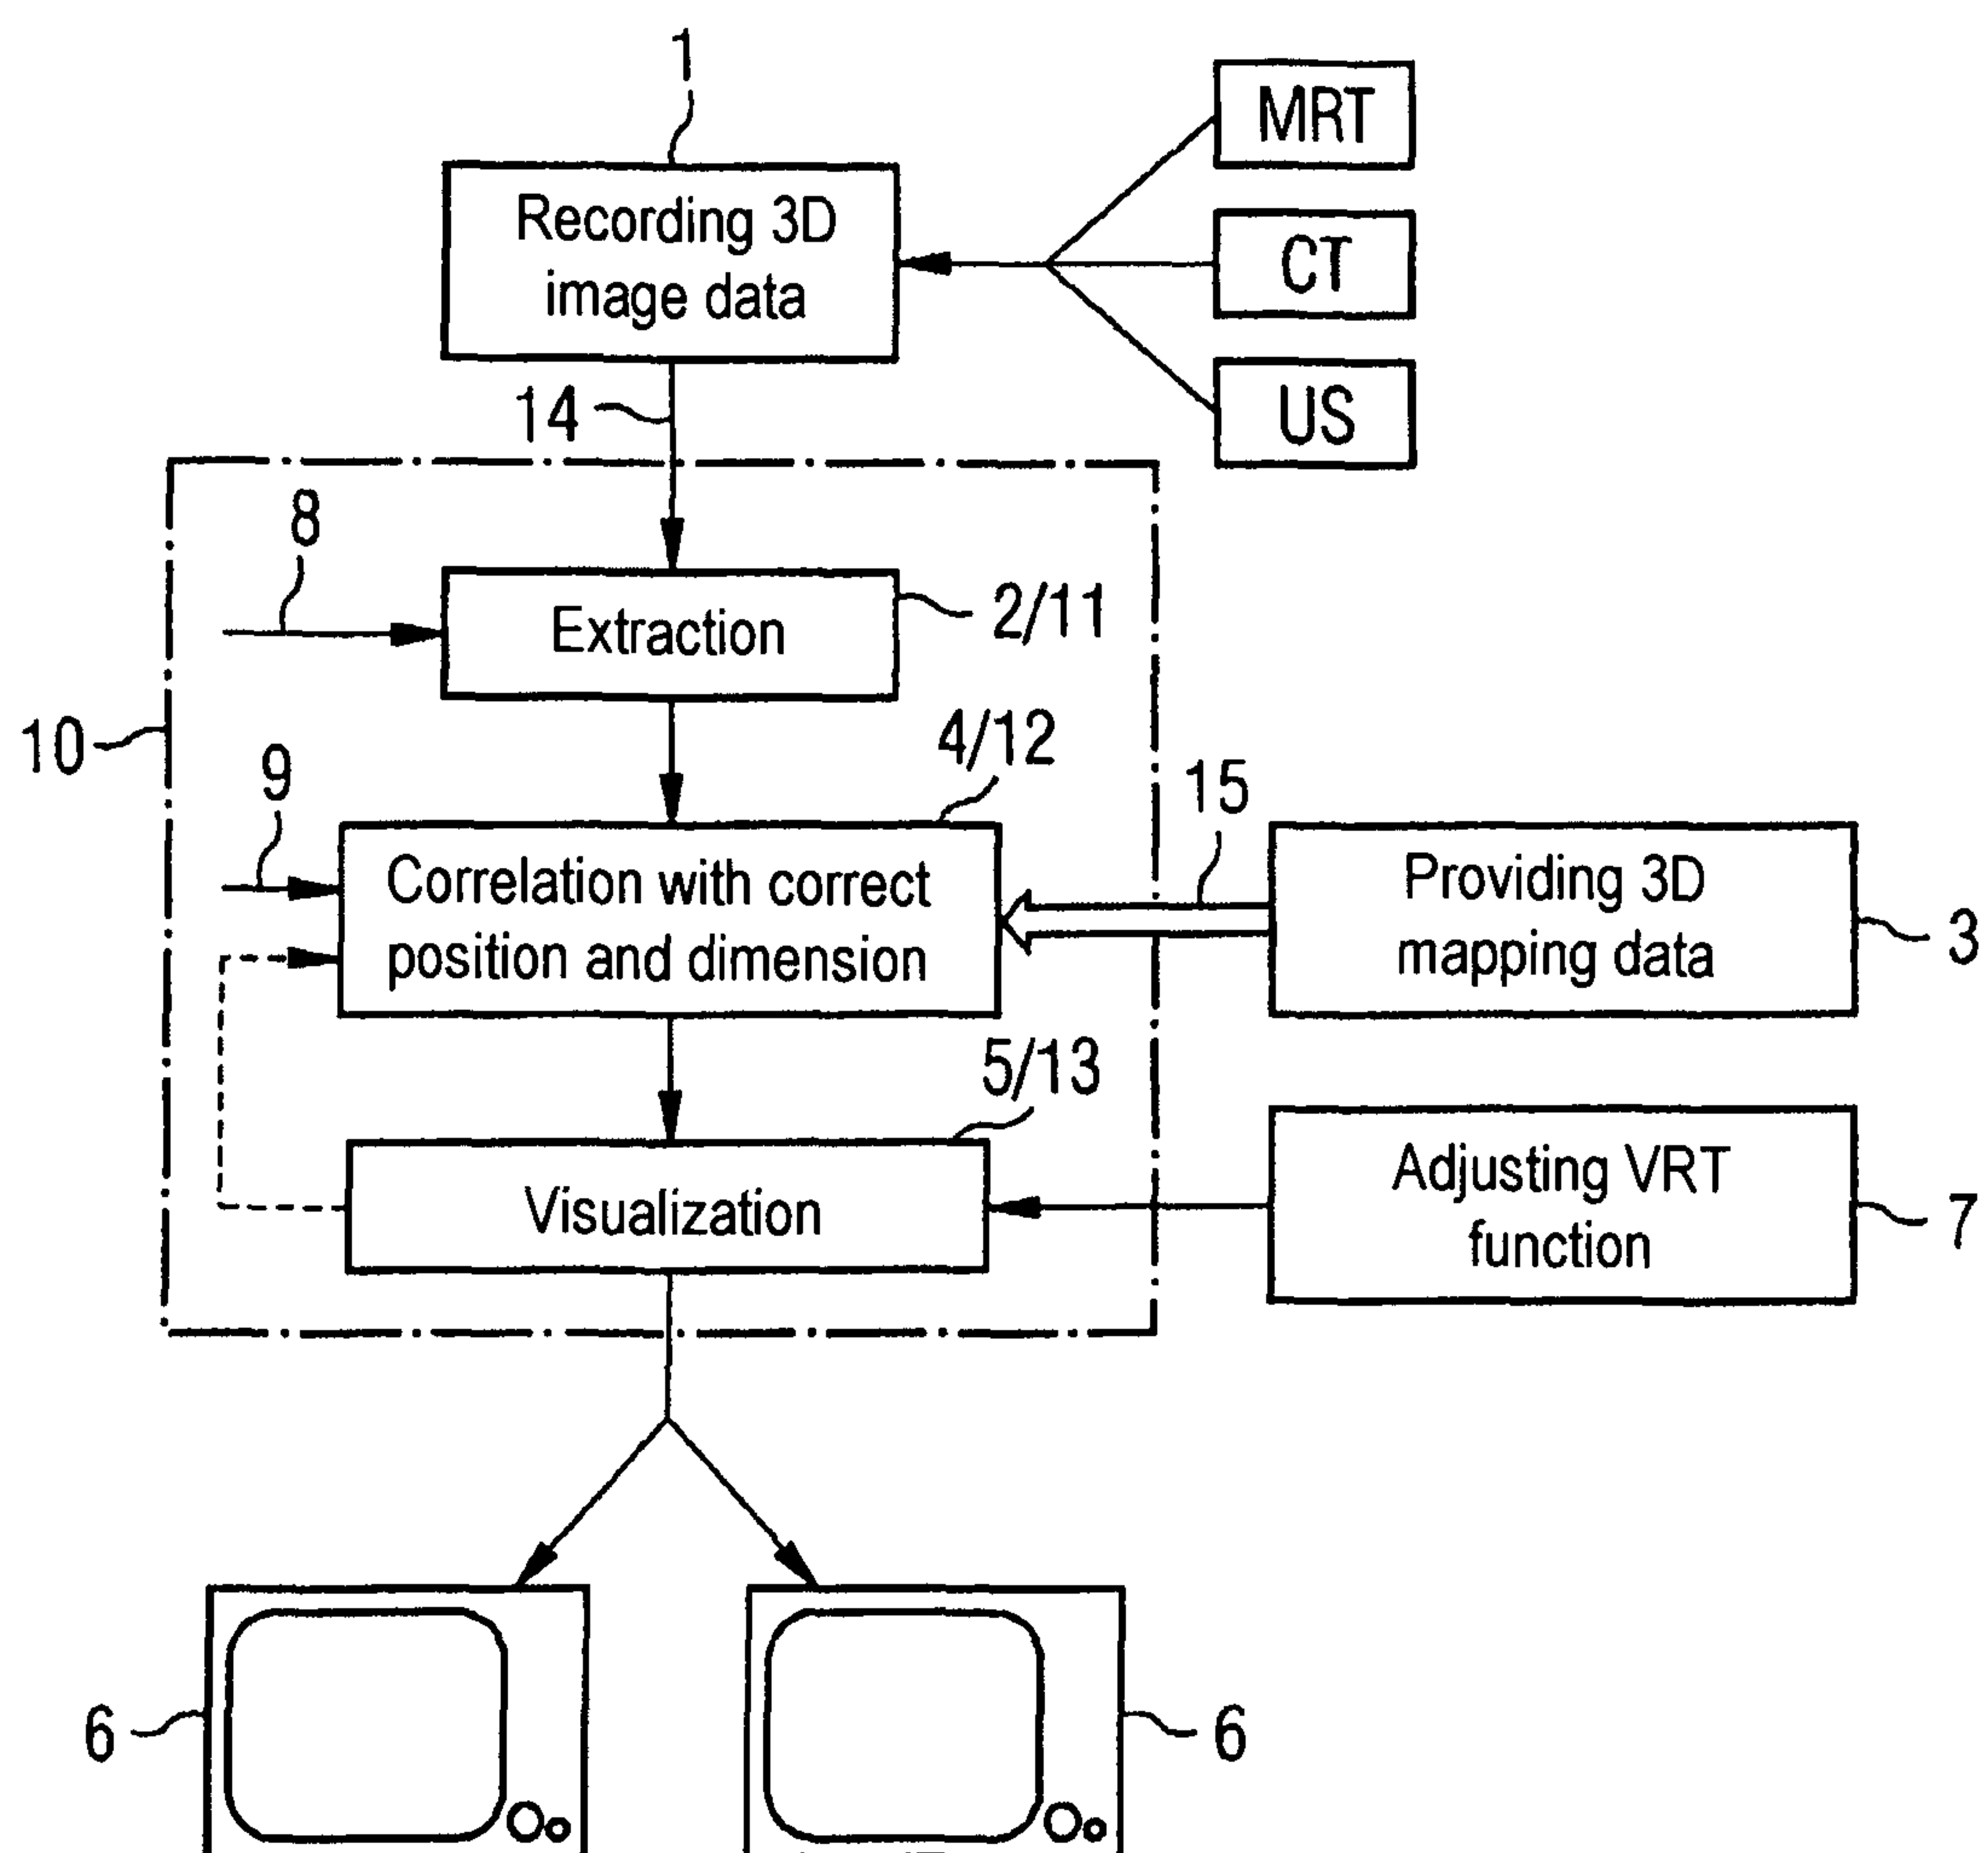 1
MRT
Recording 3D
image data
CT
US
14
8
Extraction
2/11
10
4/12
9
15
Correlation with correct
position and dimension
Providing 3D
mapping data
3
5/13
Visualization
Adjusting VRT
function
7
6
6